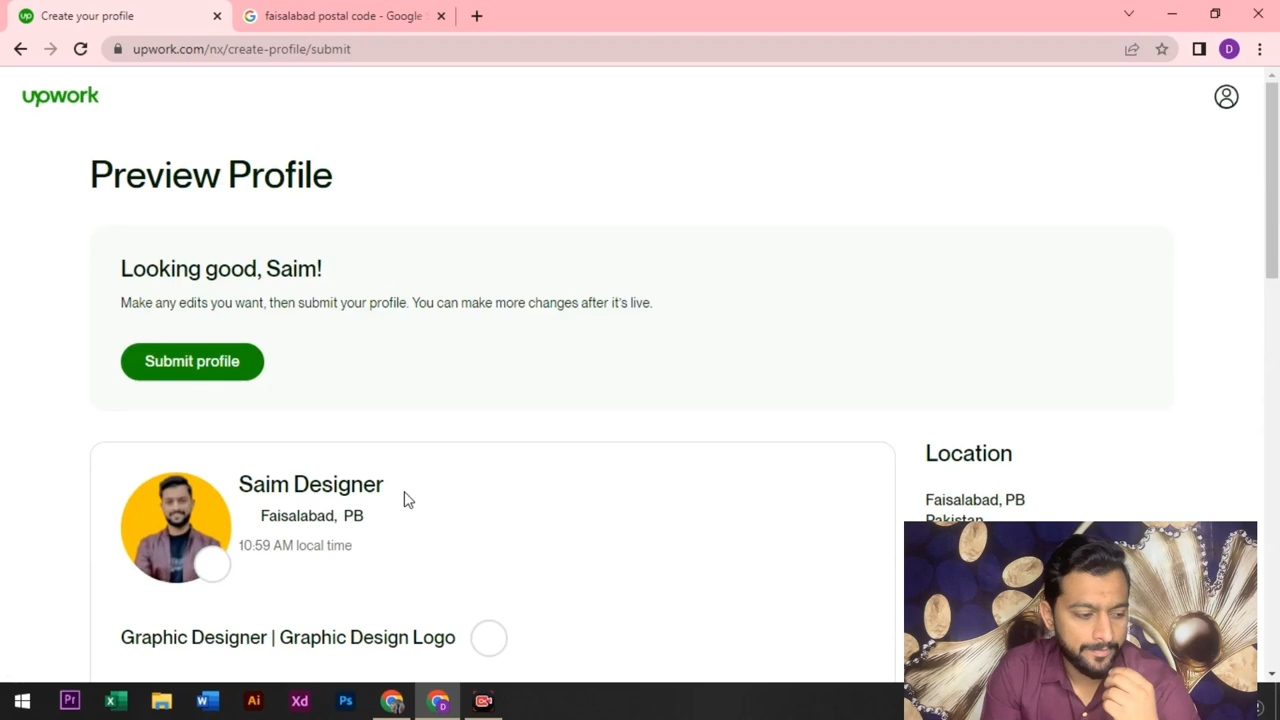 Create your profile
faisalabad postal code - Google
upwork.com/nx/create-profile/submit
D
upwork
Preview Profile
Looking good, Saim!
Make any edits you want, then submit your profile. You can make more changes after it's live.
Submit profile
Saim Designer
Faisalabad, PB
10:59 AM local time
Graphic Designer | Graphic Design Logo
Location
Faisalabad, PB
Pakistan